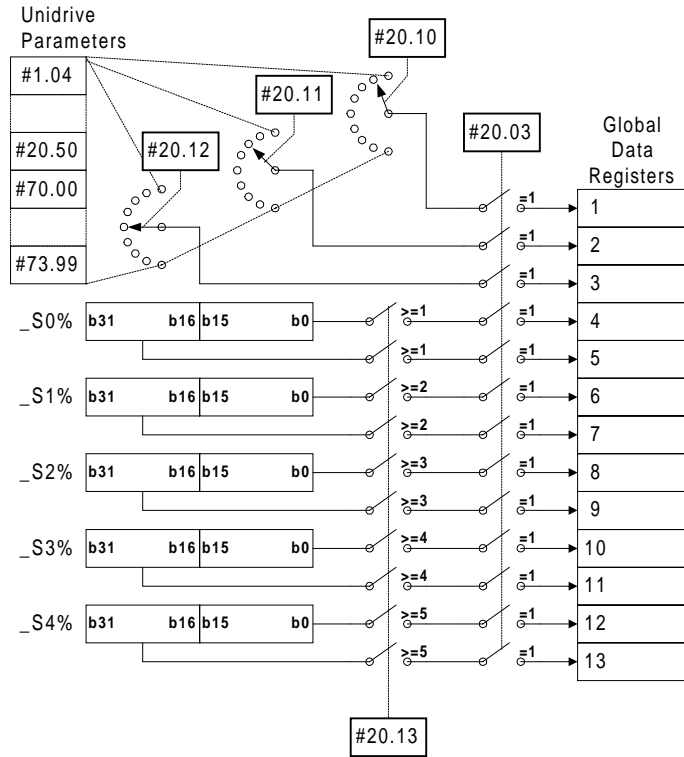 Unidrive
Parameters
#1.04
#20.50
#70.00
#73.99
#20.10
#20.11
#20.12
#20.03
Global
Data
Registers
=1 1
=1 2
=1 3
_S0% b31 b16 b15 b0 >=1 =1 4
>=1 =1 5
_S1% b31 b16 b15 b0 >=2 =1 6
>=2 =1 7
_S2% b31 b16 b15 b0 >=3 =1 8
>=3 =1 9
_S3% b31 b16 b15 b0 >=4 =1 10
>=4 =1 11
_S4% b31 b16 b15 b0 >=5 =1 12
>=5 =1 13
#20.13